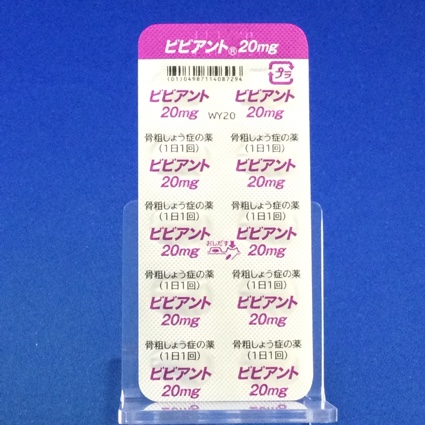 ビビアント®20mg
プラ
(01)04987114087294
ビビアント ビビアント
20mg WY20 20mg
骨粗しょう症の薬 骨粗しょう症の薬
(1日1回) (1日1回)
ビビアント ビビアント
20mg 20mg
骨粗しょう症の薬 骨粗しょう症の薬
(1日1回) (1日1回)
ビビアント おしだす ビビアント
20mg 20mg
骨粗しょう症の薬 骨粗しょう症の薬
(1日1回) (1日1回)
ビビアント ビビアント
20mg 20mg
骨粗しょう症の薬 骨粗しょう症の薬
(1日1回) (1日1回)
ビビアント ビビアント
20mg 20mg